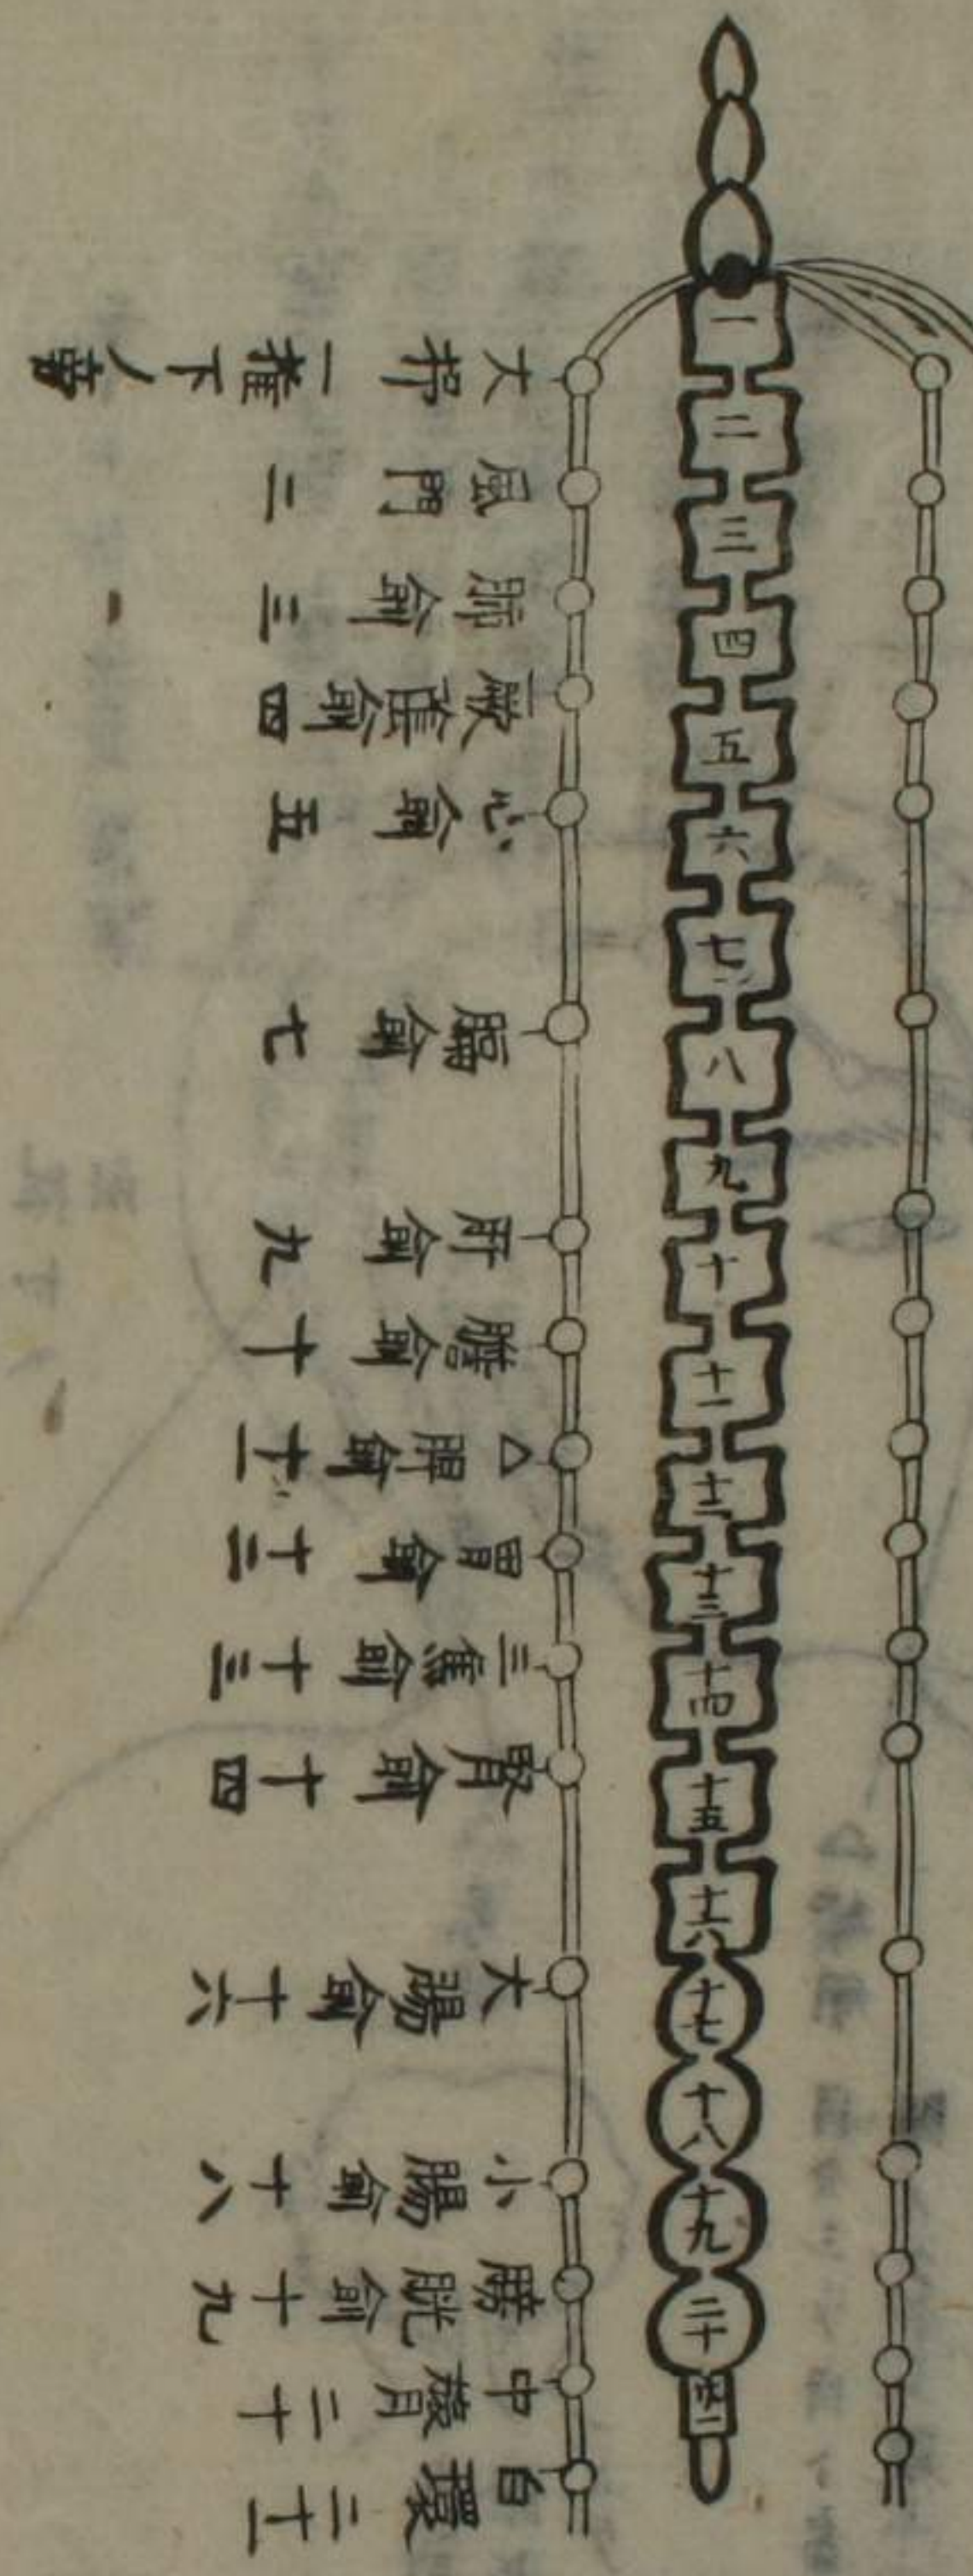 大杼 一椎下ノ旁
風門 二
肺俞 三
厥陰俞 四
心俞 五
膈俞 七
肝俞 九
膽俞 十
△脾俞 十一
胃俞 十二
三焦俞 十三
腎俞 十四
大腸俞 十六
小腸俞 十八
膀胱俞 十九
中膂 二十
白環 二十一
一
二
三
四
五
六
七
八
九
十
十一
十二
十三
十四
十五
十六
十七
十八
十九
二十